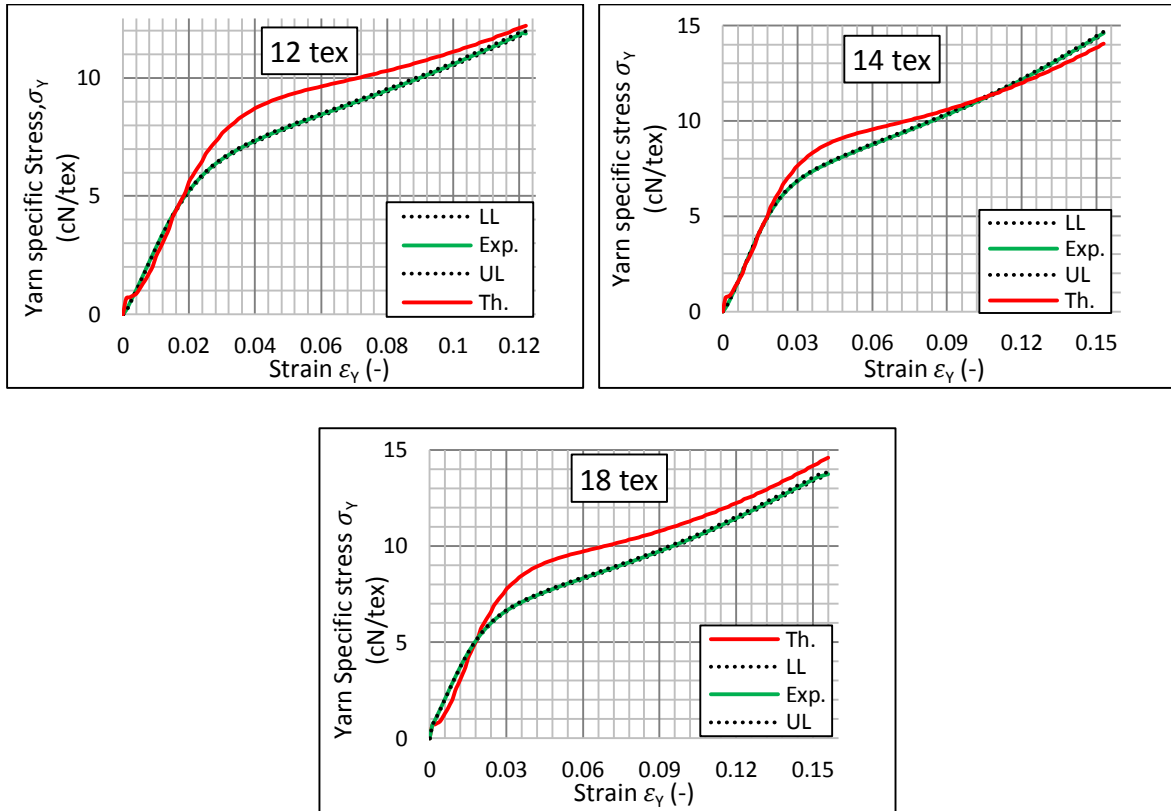 12 tex
Yarn specific Stress,σY
(cN/tex)
10
5
0
0 0.02 0.04 0.06 0.08 0.1 0.12
Strain εY (-)
LL
Exp.
UL
Th.
14 tex
Yarn specific stress σY
(cN/tex)
15
10
5
0
0 0.03 0.06 0.09 0.12 0.15
Strain εY (-)
LL
Exp.
UL
Th.
18 tex
Yarn Specific stress σY
(cN/tex)
15
10
5
0
0 0.03 0.06 0.09 0.12 0.15
Strain εY (-)
Th.
LL
Exp.
UL